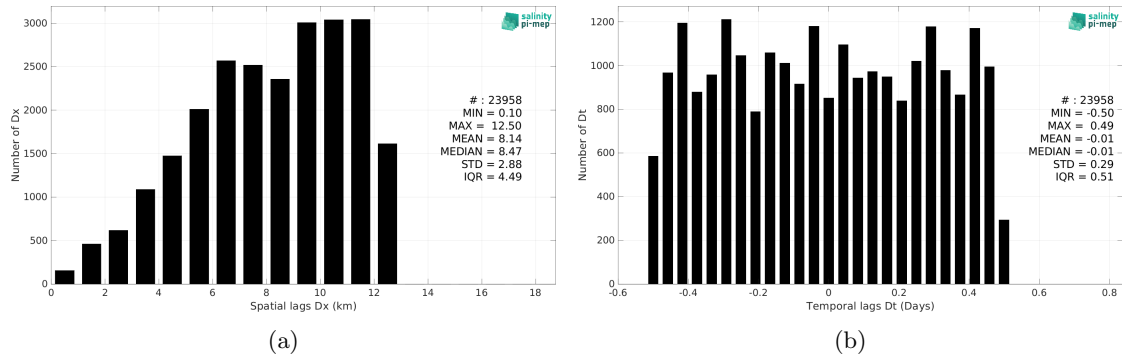 3000
2500
2000
1500
1000
500
0
Number of Dx
0 2 4 6 8 10 12 14 16 18
Spatial lags Dx (km)
salinity
pi-mep
# : 23958
MIN = 0.10
MAX = 12.50
MEAN = 8.14
MEDIAN = 8.47
STD = 2.88
IQR = 4.49
(a)
1200
1000
800
600
400
200
0
Number of Dt
-0.6 -0.4 -0.2 0 0.2 0.4 0.6 0.8
Temporal lags Dt (Days)
salinity
pi-mep
# : 23958
MIN = -0.50
MAX = 0.49
MEAN = -0.01
MEDIAN = -0.01
STD = 0.29
IQR = 0.51
(b)